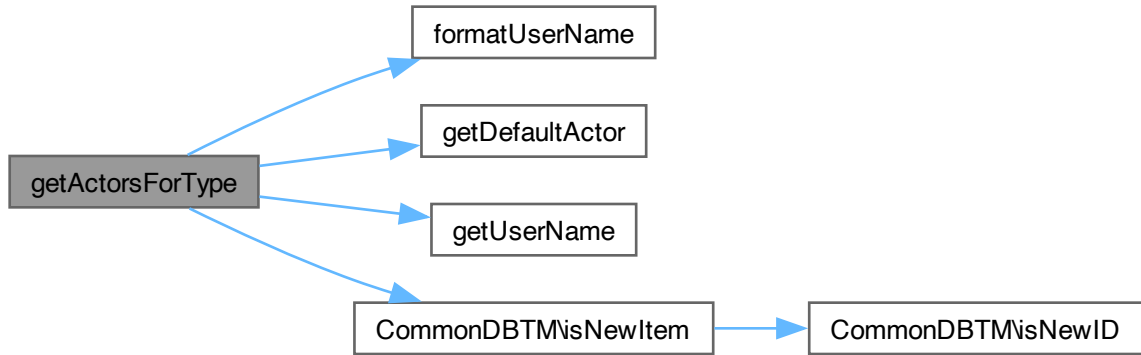 formatUserName
getDefaultActor
getActorsForType
getUserName
CommonDBTM\isNewItem
CommonDBTM\isNewID